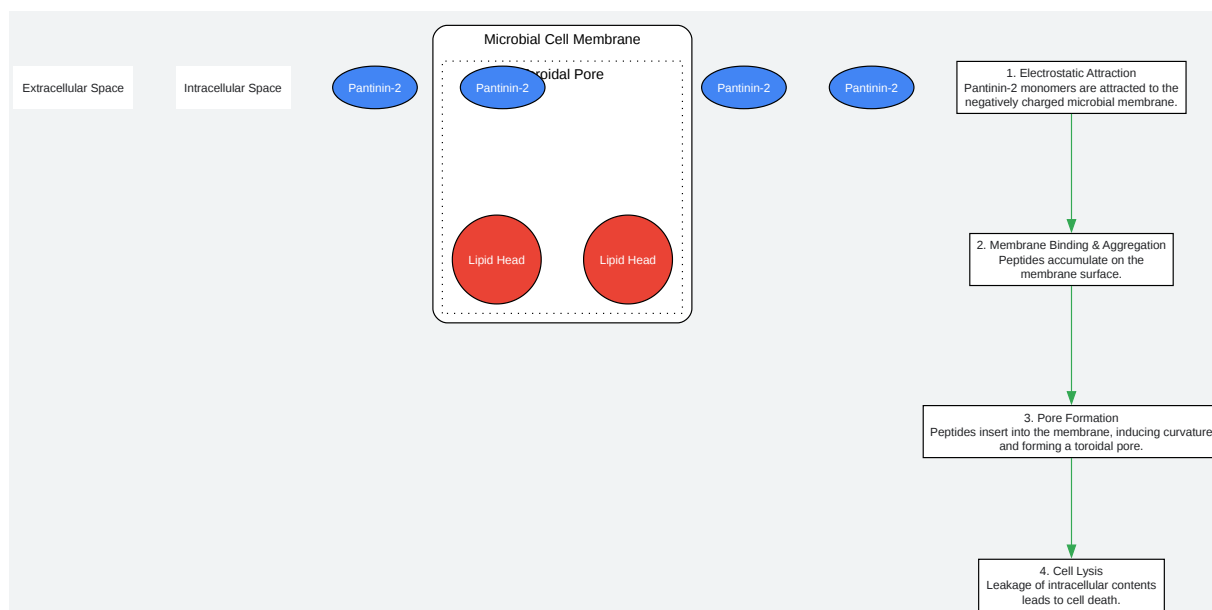 Microbial Cell Membrane
Toroidal Pore
Extracellular Space
Intracellular Space
Pantinin-2
Pantinin-2
Pantinin-2
Pantinin-2
Lipid Head
Lipid Head
1. Electrostatic Attraction
Pantinin-2 monomers are attracted to the
negatively charged microbial membrane.
2. Membrane Binding & Aggregation
Peptides accumulate on the
membrane surface.
3. Pore Formation
Peptides insert into the membrane, inducing curvature
and forming a toroidal pore.
4. Cell Lysis
Leakage of intracellular contents
leads to cell death.